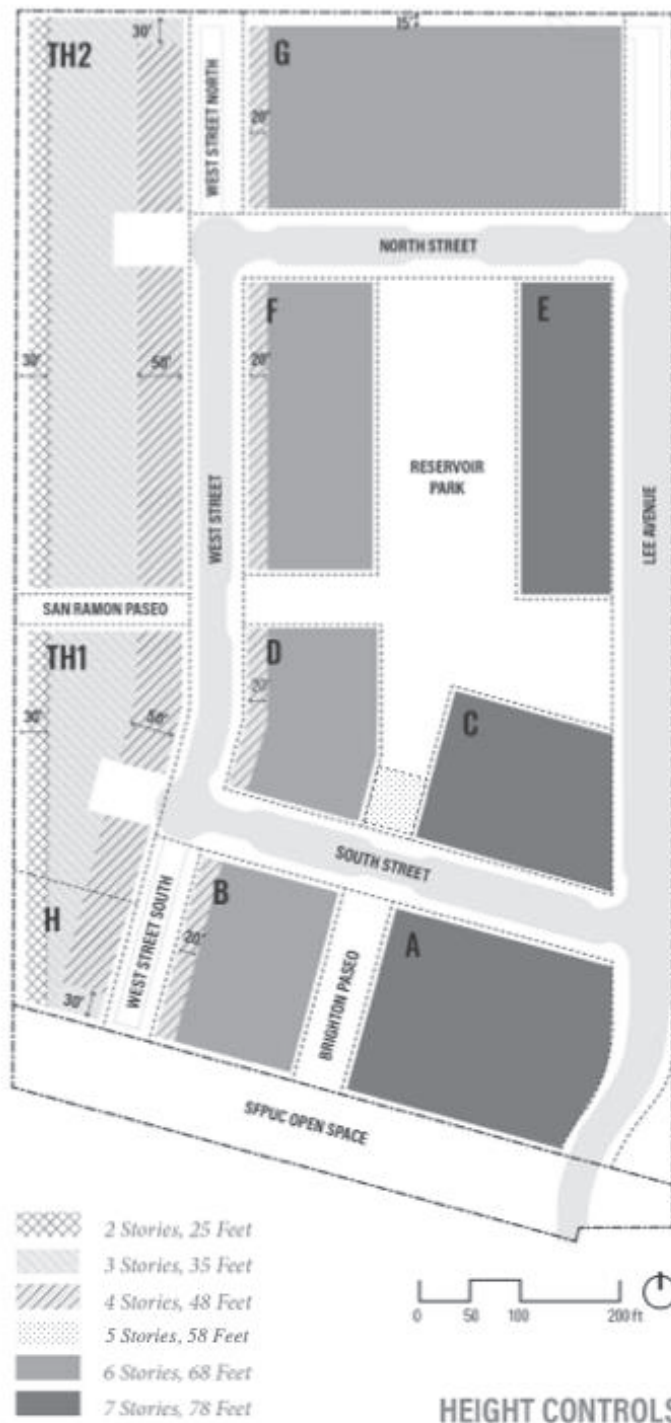 30'
15'
TH2
G
WEST STREET NORTH
20'
NORTH STREET
F
E
30'
50'
20'
RESERVOIR
PARK
WEST STREET
LEE AVENUE
SAN RAMON PASEO
TH1
D
20'
C
30'
50'
SOUTH STREET
B
H
A
WEST STREET SOUTH
20'
BRIGHTON PASEO
30'
SFPUC OPEN SPACE
2 Stories, 25 Feet
3 Stories, 35 Feet
4 Stories, 48 Feet
5 Stories, 58 Feet
6 Stories, 68 Feet
7 Stories, 78 Feet
0 50 100 200 ft
HEIGHT CONTROLS